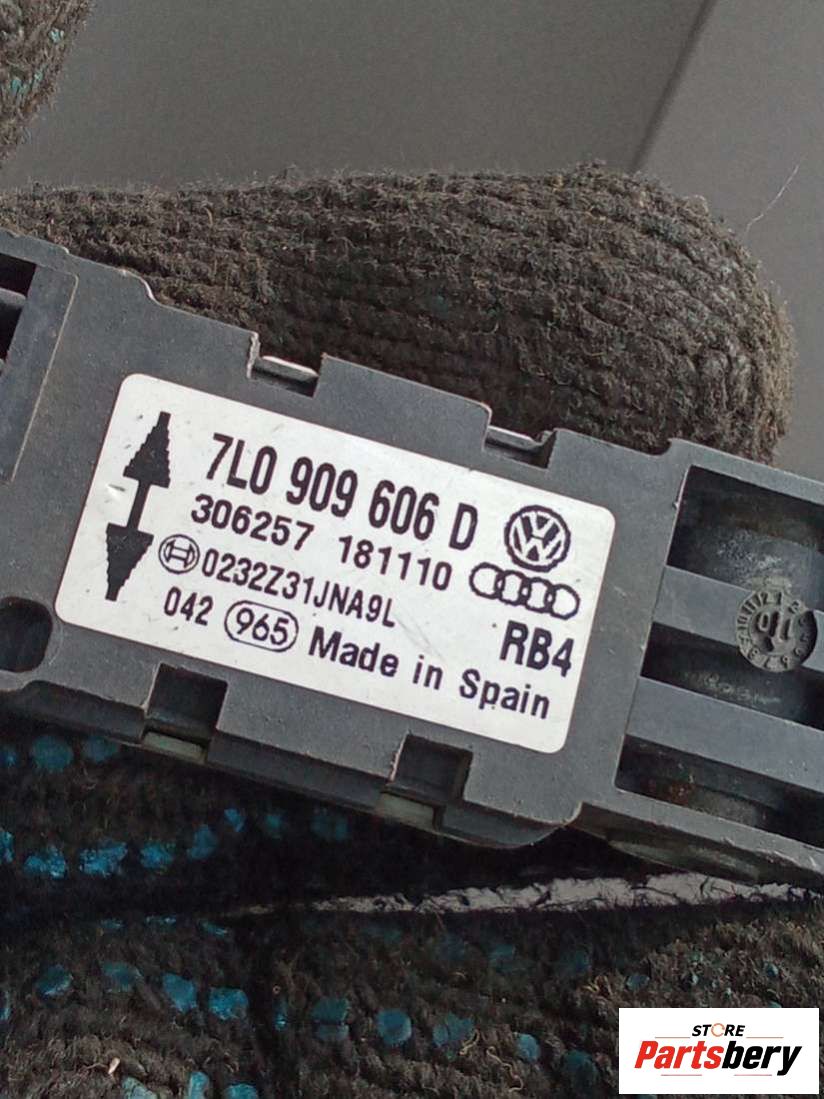 7L0 909 606 D
306257 181110
0232Z31JNA9L
042 965 Made in Spain
RB4
STORE
Partsbery